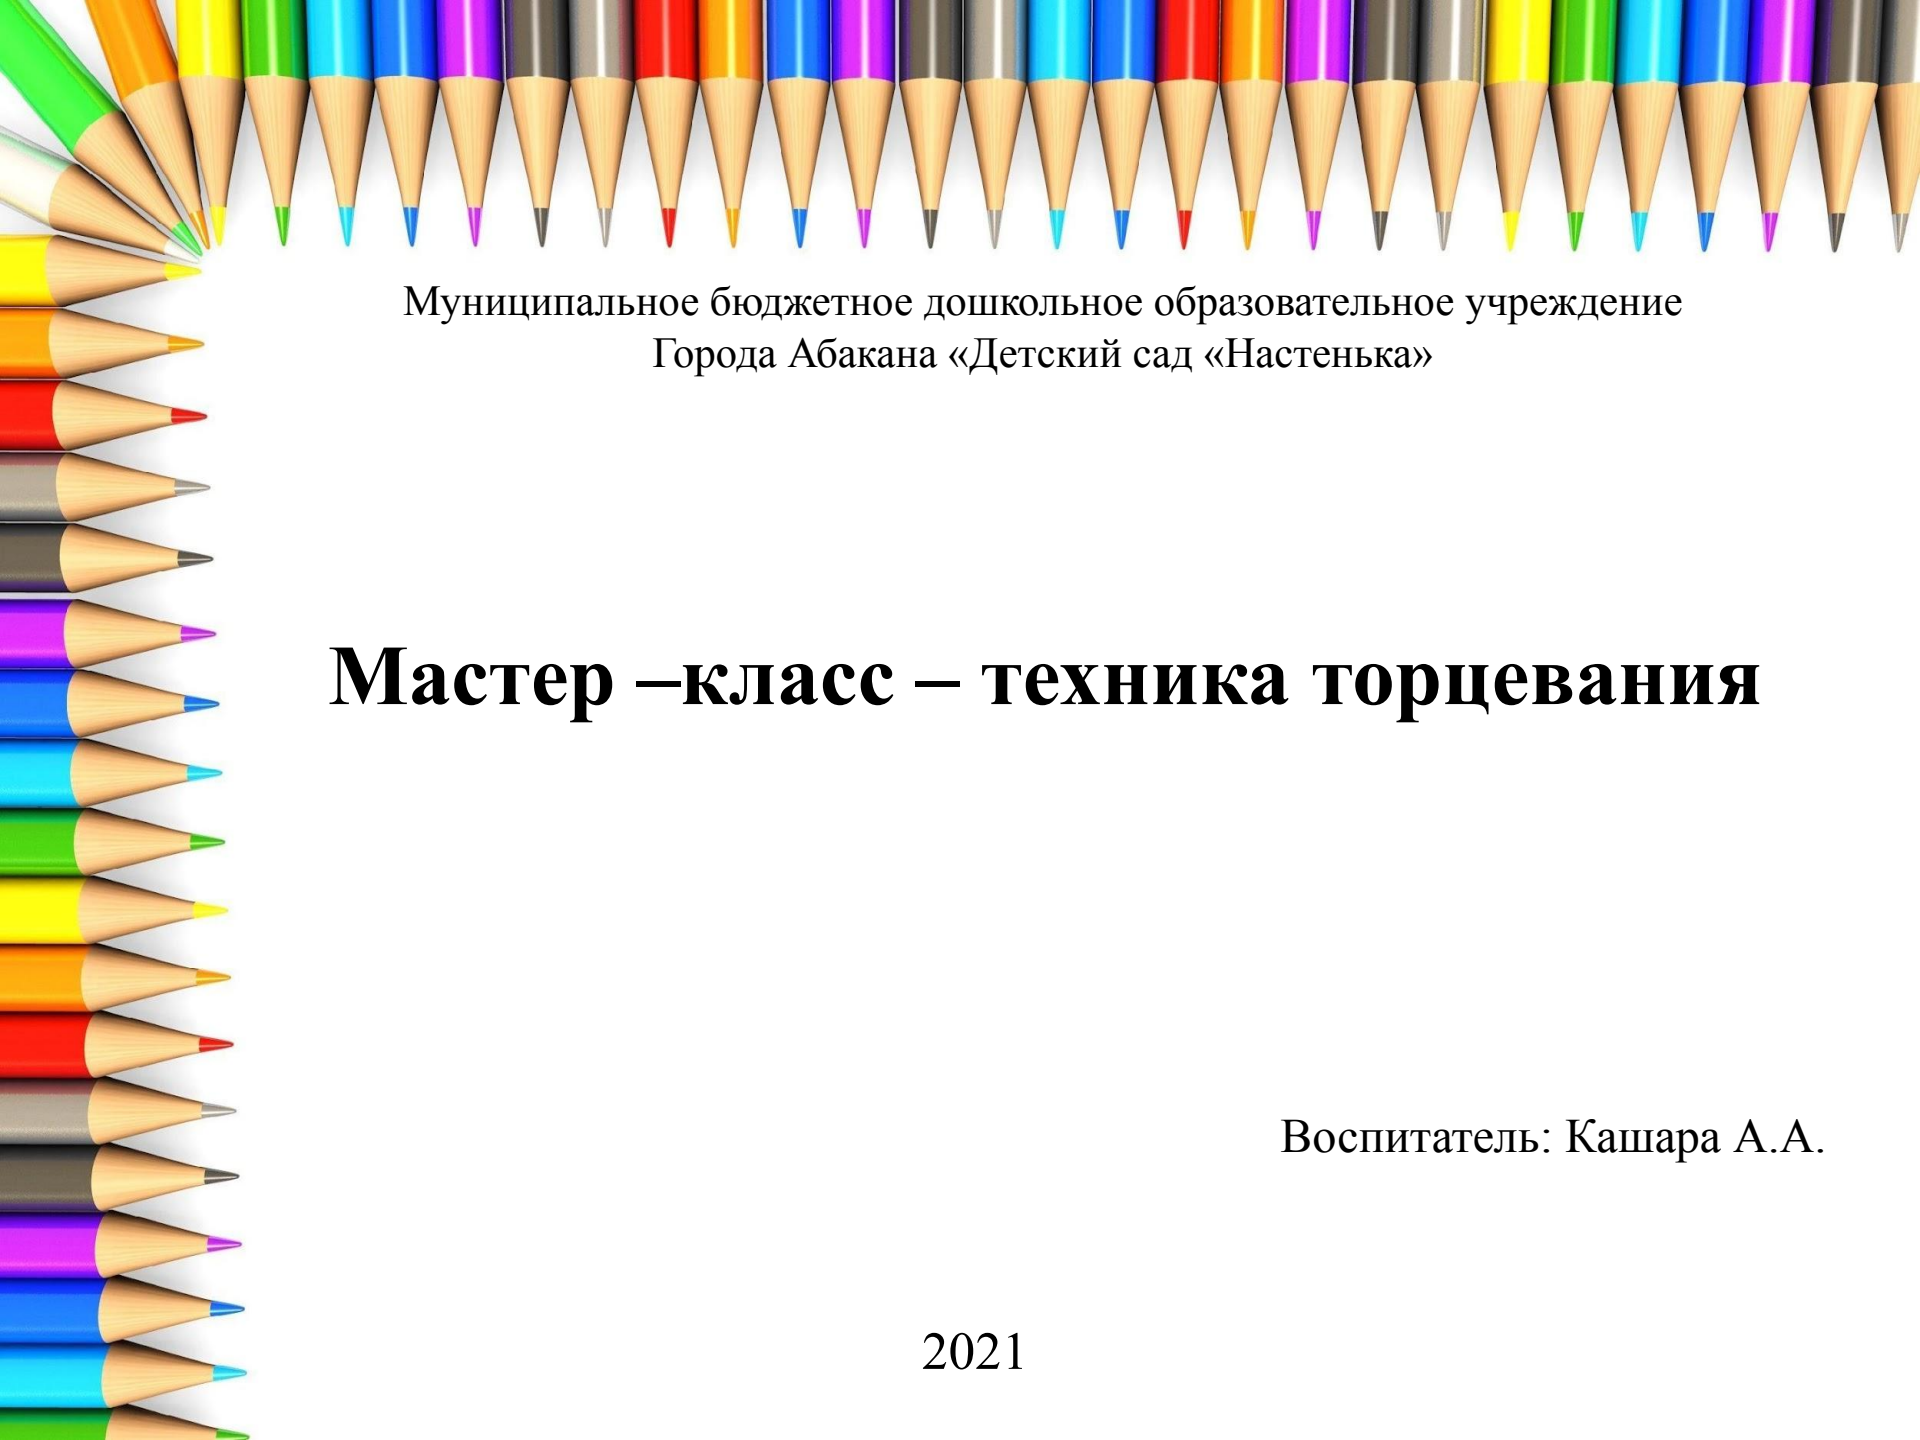 Муниципальное бюджетное дошкольное образовательное учреждение
Города Абакана «Детский сад «Настенька»
Мастер –класс – техника торцевания
Воспитатель: Кашара А.А.
2021